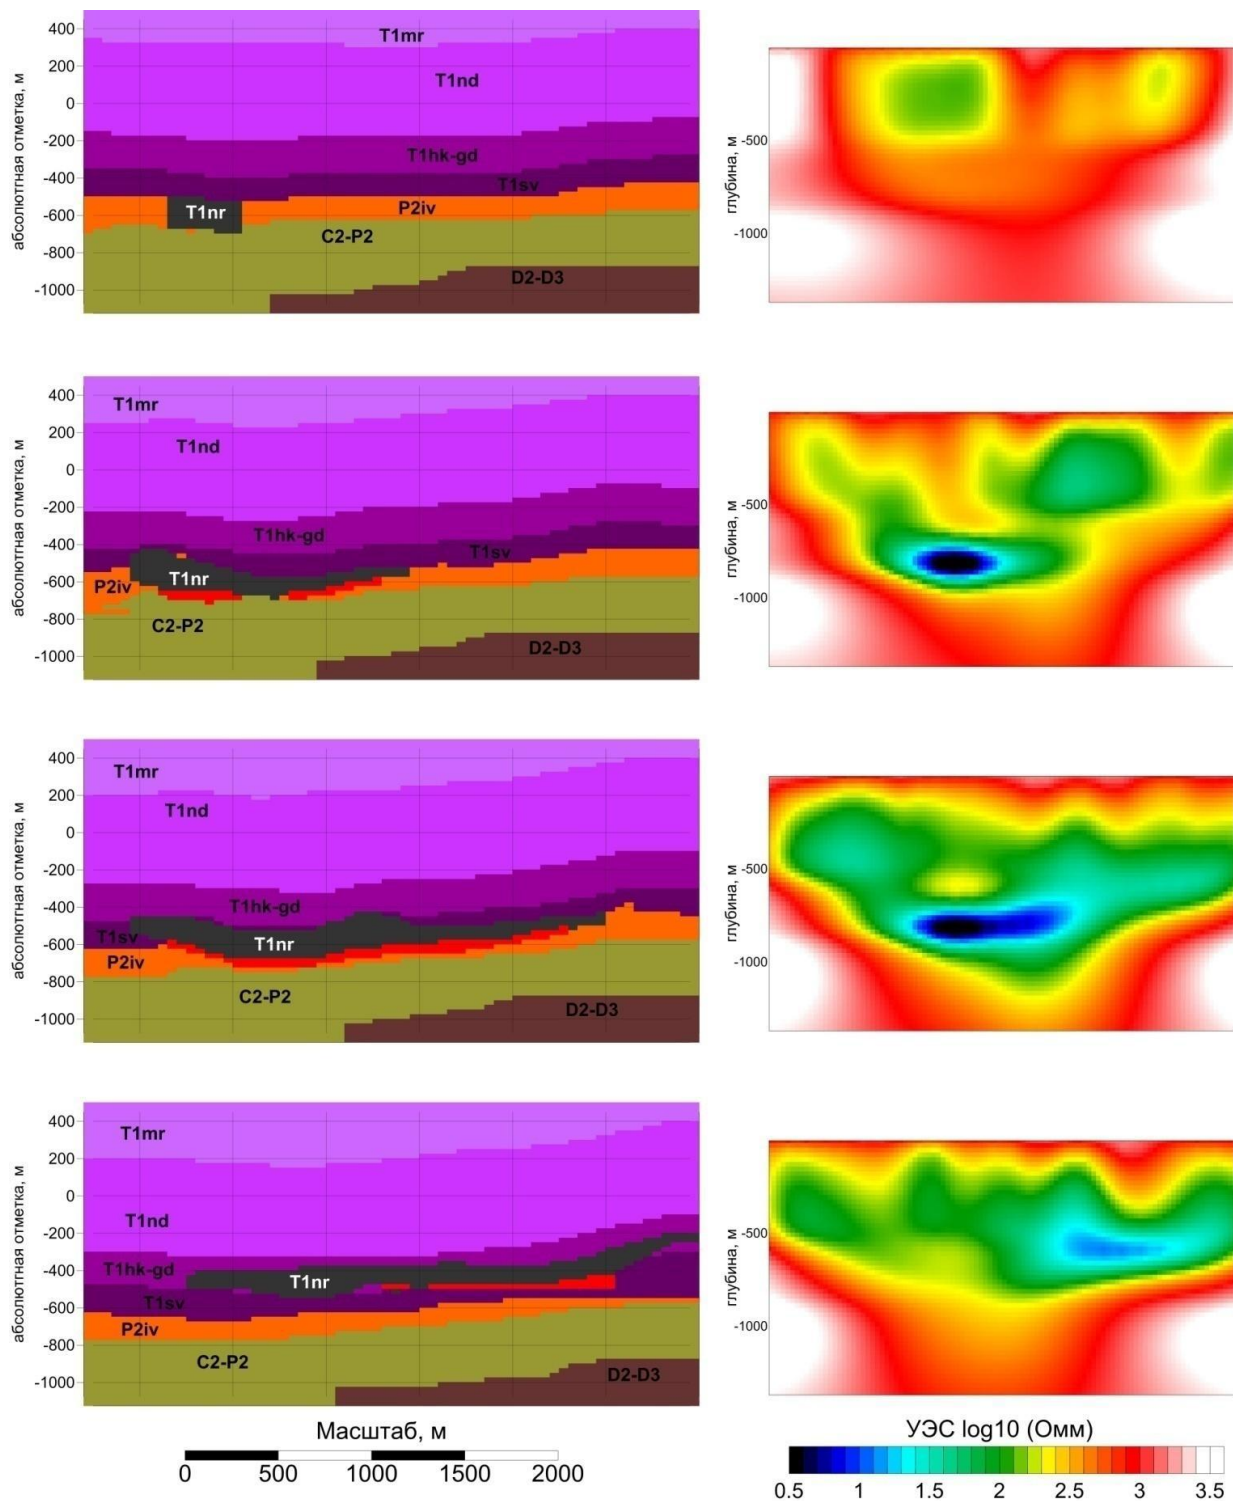 абсолютная отметка, м
400
200
0
-200
-400
-600
-800
-1000
T1mr
T1nd
T1hk-gd
T1sv
T1nr
P2iv
C2-P2
D2-D3
глубина, м
-500
-1000
абсолютная отметка, м
400
200
0
-200
-400
-600
-800
-1000
T1mr
T1nd
T1hk-gd
T1sv
T1nr
P2iv
C2-P2
D2-D3
глубина, м
-500
-1000
абсолютная отметка, м
400
200
0
-200
-400
-600
-800
-1000
T1mr
T1nd
T1hk-gd
T1sv
T1nr
P2iv
C2-P2
D2-D3
глубина, м
-500
-1000
абсолютная отметка, м
400
200
0
-200
-400
-600
-800
-1000
T1mr
T1nd
T1hk-gd
T1nr
T1sv
P2iv
C2-P2
D2-D3
глубина, м
-500
-1000
Масштаб, м
0 500 1000 1500 2000
УЭС log10 (Омм)
0.5 1 1.5 2 2.5 3 3.5